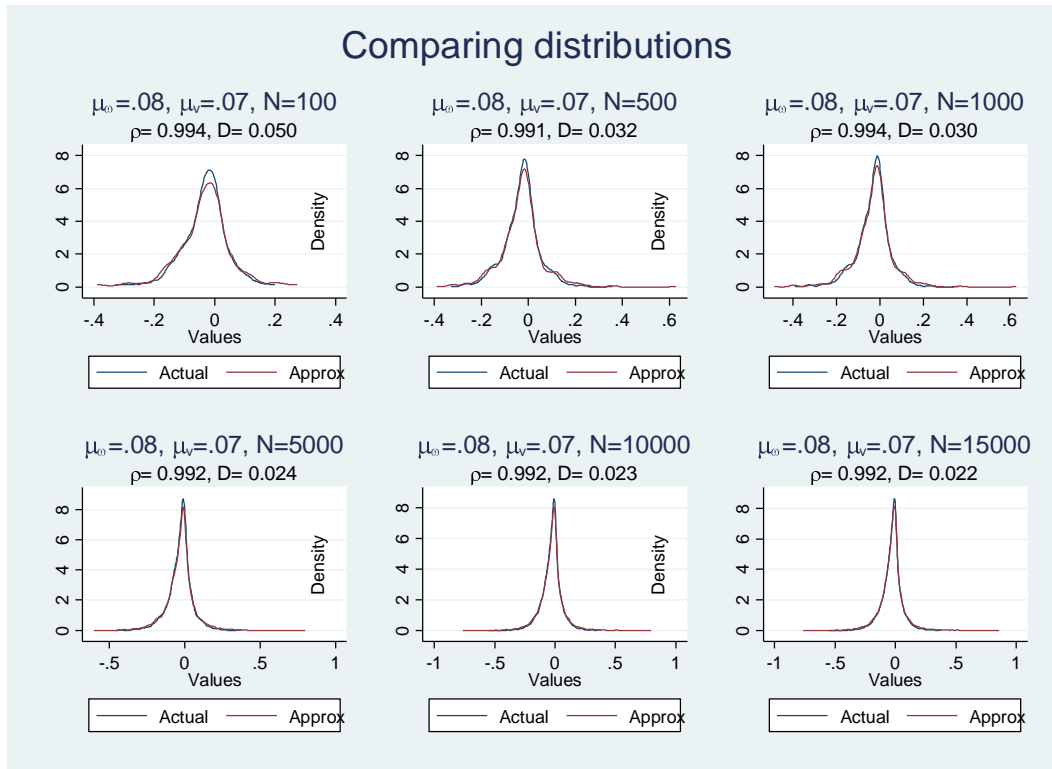 Comparing distributions
μω=.08, μv=.07, N=100
ρ= 0.994, D= 0.050
0 2 4 6 8
-.4 -.2 0 .2 .4
Values
Actual Approx
μω=.08, μv=.07, N=500
ρ= 0.991, D= 0.032
Density
0 2 4 6 8
-.4 -.2 0 .2 .4 .6
Values
Actual Approx
μω=.08, μv=.07, N=1000
ρ= 0.994, D= 0.030
Density
0 2 4 6 8
-.4 -.2 0 .2 .4 .6
Values
Actual Approx
μω=.08, μv=.07, N=5000
ρ= 0.992, D= 0.024
0 2 4 6 8
-.5 0 .5 1
Values
Actual Approx
μω=.08, μv=.07, N=10000
ρ= 0.992, D= 0.023
Density
0 2 4 6 8
-1 -.5 0 .5 1
Values
Actual Approx
μω=.08, μv=.07, N=15000
ρ= 0.992, D= 0.022
Density
0 2 4 6 8
-1 -.5 0 .5 1
Values
Actual Approx